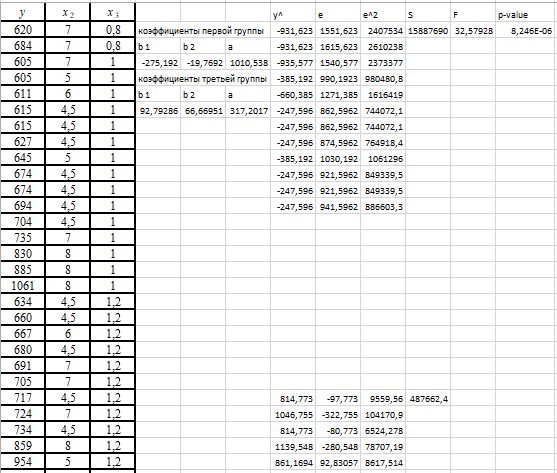 y x 2 x 3 y^ e e^2 S F p-value
620 7 0,8 коэффициенты первой группы -931,623 1551,623 2407534 15887690 32,57928 8,246E-06
684 7 0,8 b 1 b 2 a -931,623 1615,623 2610238
605 7 1 -275,192 -19,7692 1010,538 -935,577 1540,577 2373377
605 5 1 коэффициенты третьей группы -385,192 990,1923 980480,8
611 6 1 b 1 b 2 a -660,385 1271,385 1616419
615 4,5 1 92,79286 66,66951 317,2017 -247,596 862,5962 744072,1
615 4,5 1 -247,596 862,5962 744072,1
627 4,5 1 -247,596 874,5962 764918,4
645 5 1 -385,192 1030,192 1061296
674 4,5 1 -247,596 921,5962 849339,5
674 4,5 1 -247,596 921,5962 849339,5
694 4,5 1 -247,596 941,5962 886603,3
704 4,5 1
735 7 1
830 8 1
885 8 1
1061 8 1
634 4,5 1,2
660 4,5 1,2
667 6 1,2
680 4,5 1,2
691 7 1,2
705 7 1,2
717 4,5 1,2 814,773 -97,773 9559,56 487662,4
724 7 1,2 1046,755 -322,755 104170,9
734 4,5 1,2 814,773 -80,773 6524,278
859 8 1,2 1139,548 -280,548 78707,19
954 5 1,2 861,1694 92,83057 8617,514